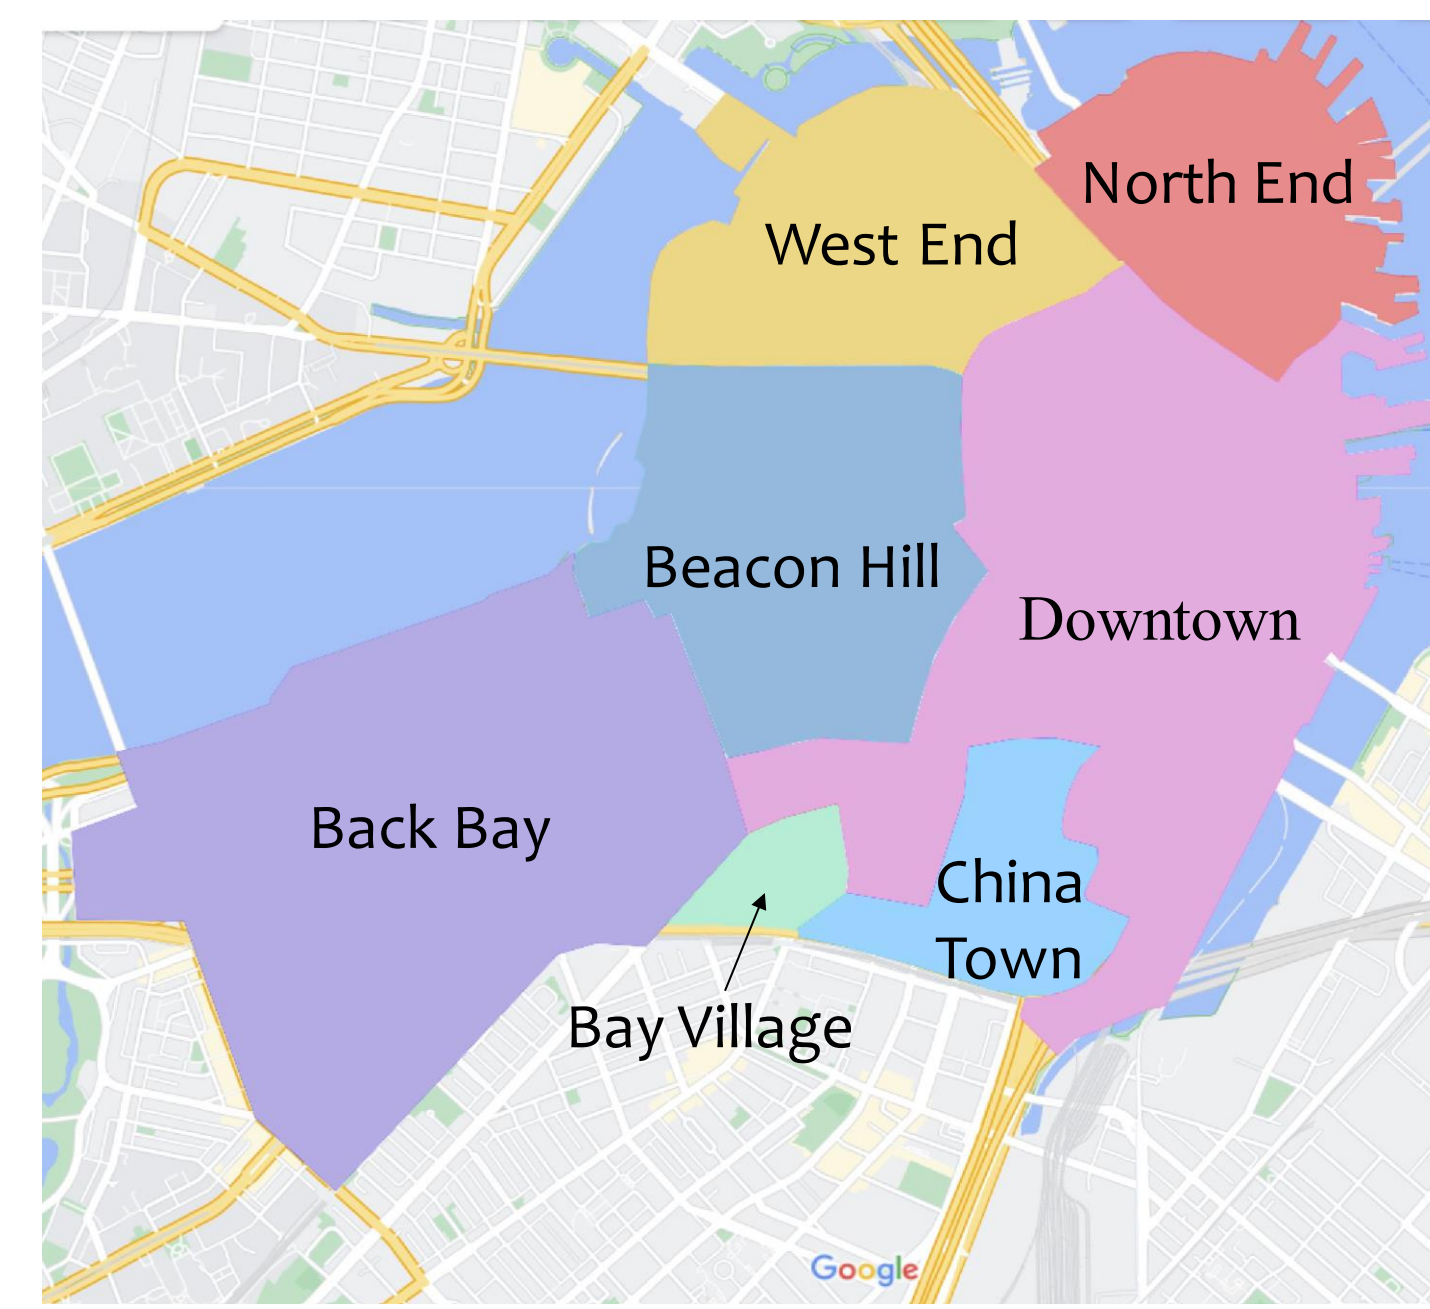 North End
West End
Beacon Hill
Downtown
Back Bay
China
Town
Bay Village
Google